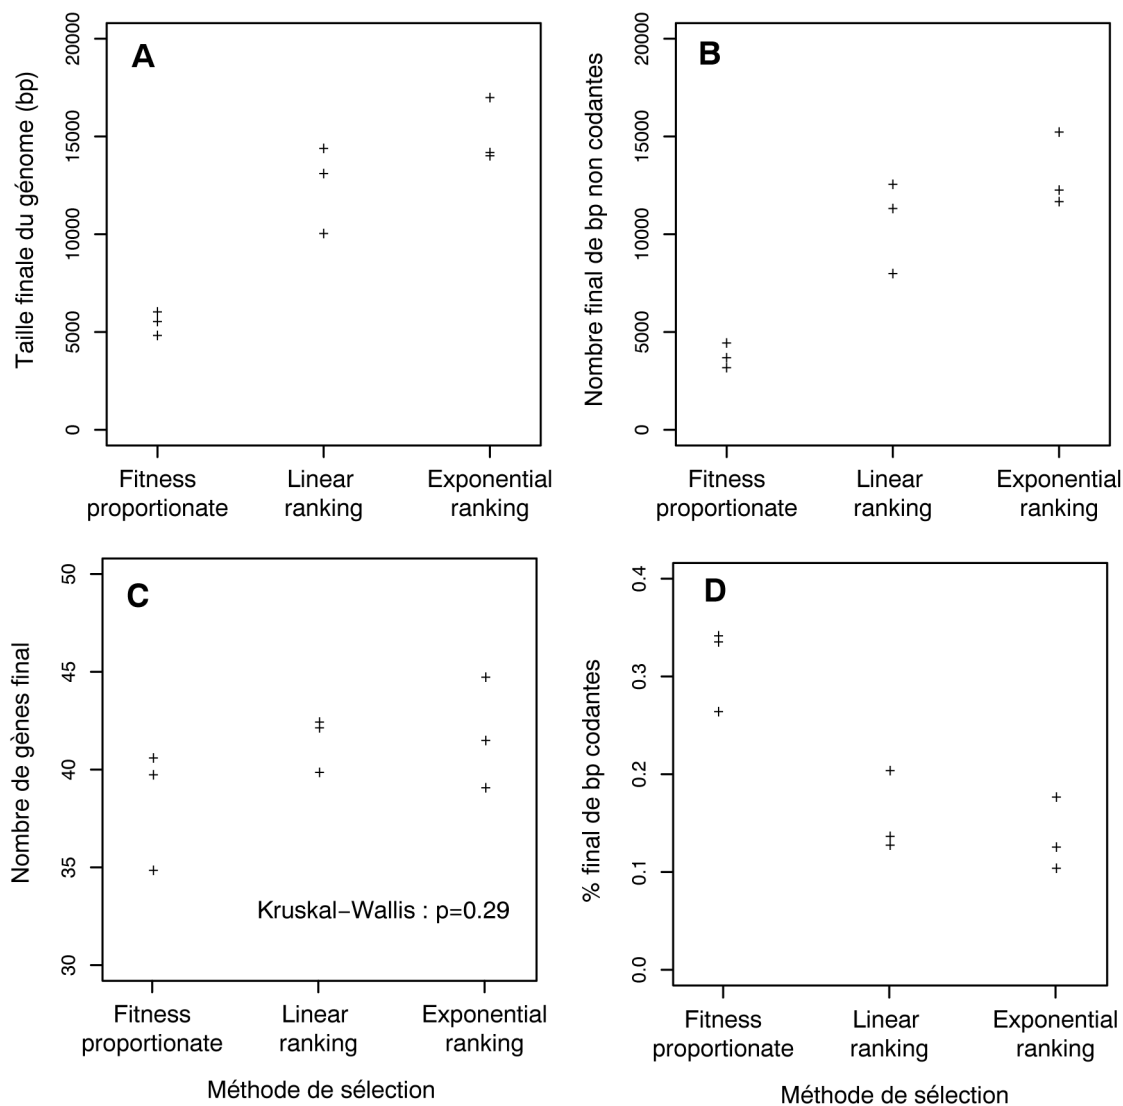 A
Taille finale du génome (bp)
20000
15000
10000
5000
0
Fitness
proportionate
Linear
ranking
Exponential
ranking
B
Nombre final de bp non codantes
20000
15000
10000
5000
0
Fitness
proportionate
Linear
ranking
Exponential
ranking
C
Nombre de gènes final
50
45
40
35
30
Kruskal−Wallis : p=0.29
Fitness
proportionate
Linear
ranking
Exponential
ranking
Méthode de sélection
D
% final de bp codantes
0.4
0.3
0.2
0.1
0.0
Fitness
proportionate
Linear
ranking
Exponential
ranking
Méthode de sélection